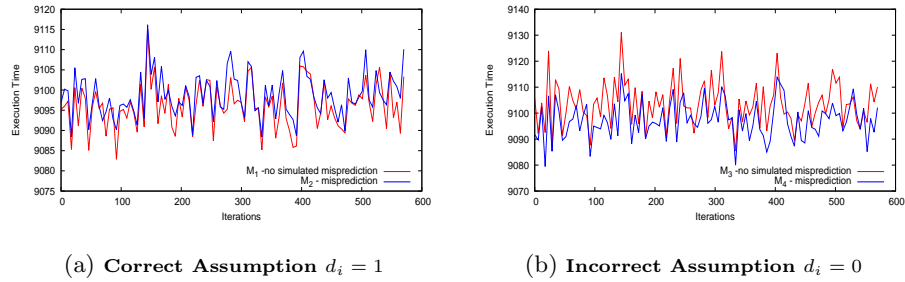 9120
9115
9110
9105
9100
9095
9090
9085
9080
9075
Execution Time
0 100 200 300 400 500 600
Iterations
M1 -no simulated misprediction
M2 - misprediction
(a) Correct Assumption di = 1
9140
9130
9120
9110
9100
9090
9080
9070
Execution Time
0 100 200 300 400 500 600
Iterations
M3 -no simulated misprediction
M4 - misprediction
(b) Incorrect Assumption di = 0